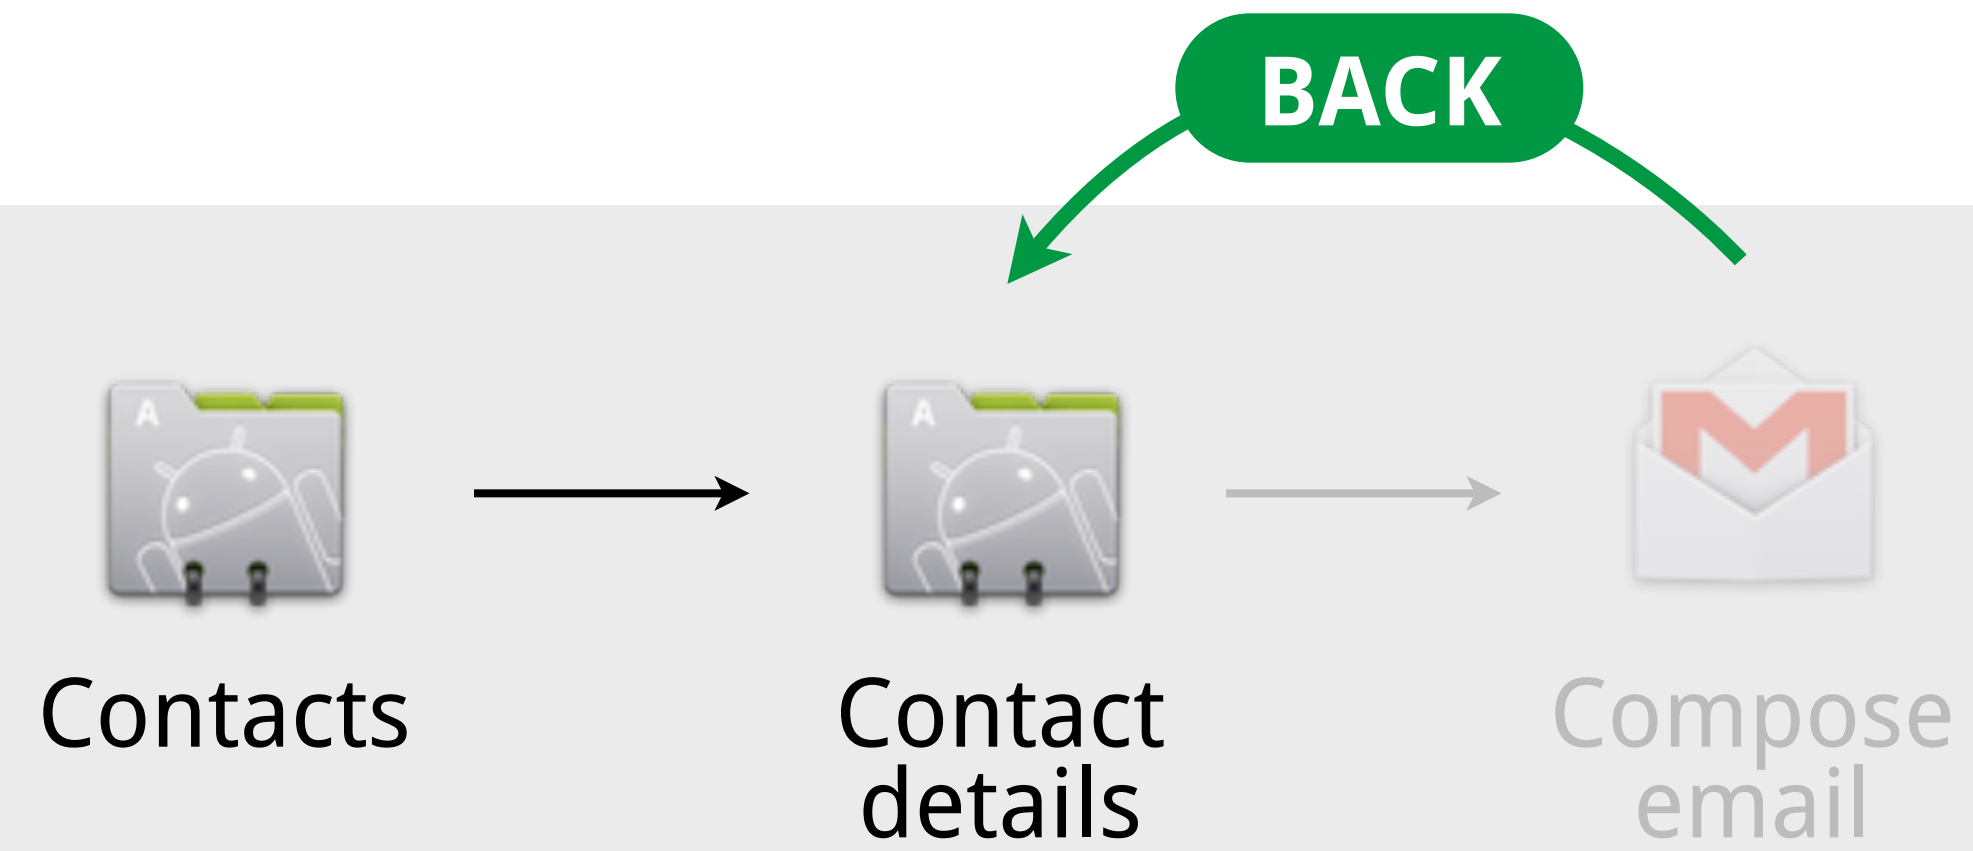 BACK
A
A
Contacts
Contact
details
Compose
email